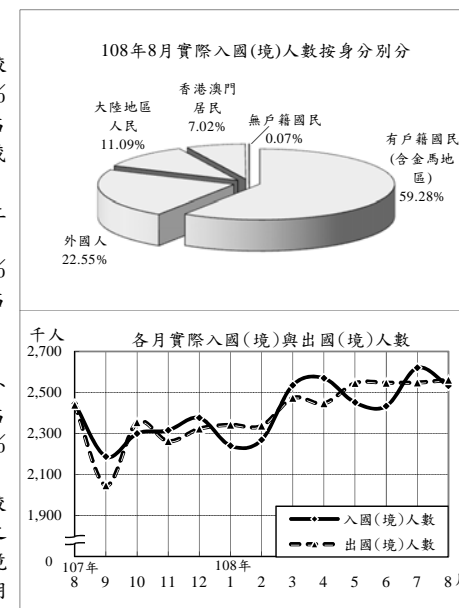 108年8月實際入國(境)人數按身分別分
香港澳門
居民
7.02%
無戶籍國民
0.07%
大陸地區
人民
11.09%
有戶籍國民
(含金馬地
區)
59.28%
外國人
22.55%
千人
各月實際入國(境)與出國(境)人數
2,700
2,500
2,300
2,100
1,900
0
入國(境)人數
出國(境)人數
107年
108年
8 9 10 11 12 1 2 3 4 5 6 7 8月